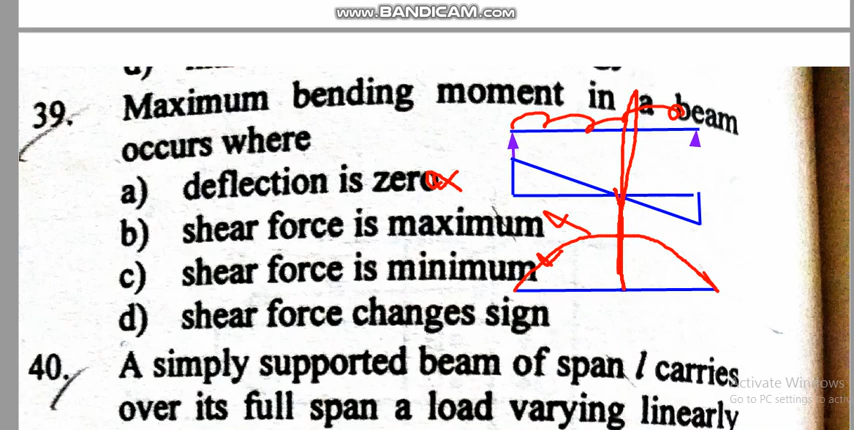 www.BANDICAM.com
39. Maximum bending moment in a beam
occurs where
a) deflection is zero
b) shear force is maximum
c) shear force is minimum
d) shear force changes sign
40. A simply supported beam of span l carries
over its full span a load varying linearly
Activate Windows
Go to PC settings to activ